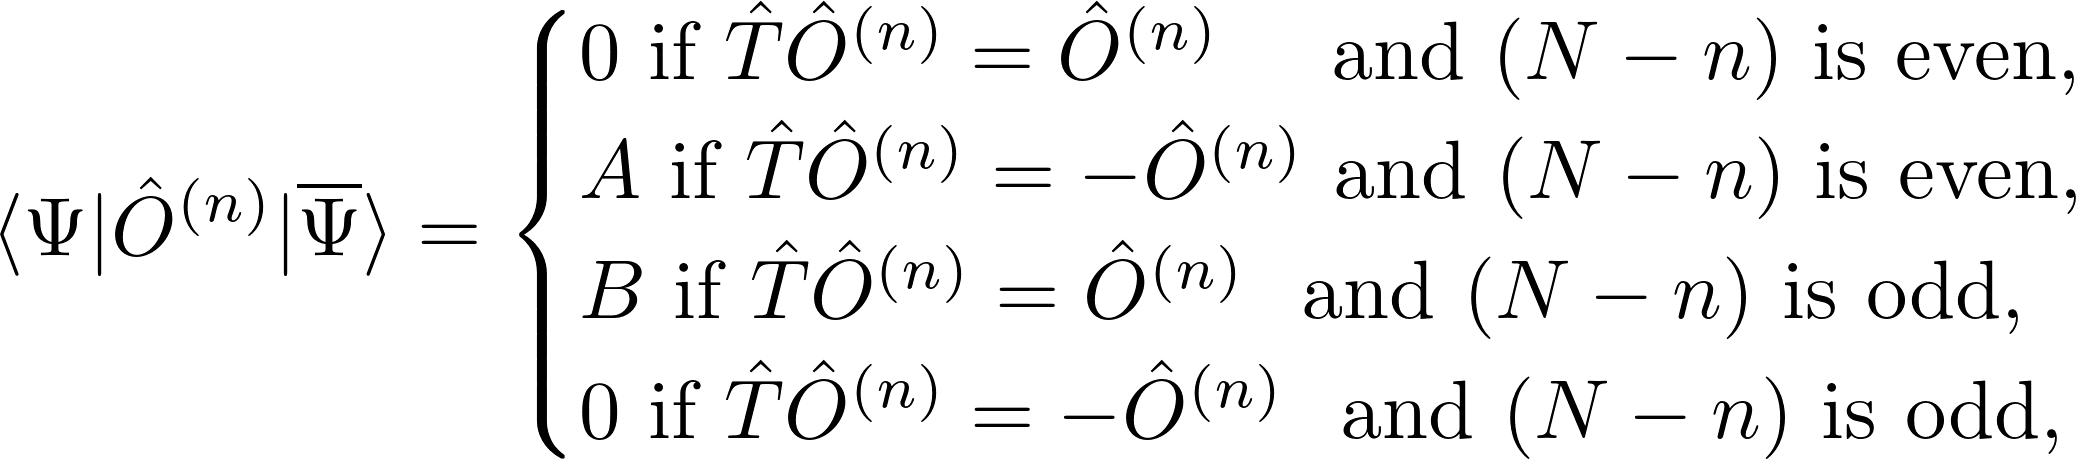 0 if T̂Ô⁽ⁿ⁾ = Ô⁽ⁿ⁾ and (N − n) is even,
A if T̂Ô⁽ⁿ⁾ = −Ô⁽ⁿ⁾ and (N − n) is even,
⟨Ψ|Ô⁽ⁿ⁾|Ψ̅⟩ = {
B if T̂Ô⁽ⁿ⁾ = Ô⁽ⁿ⁾ and (N − n) is odd,
0 if T̂Ô⁽ⁿ⁾ = −Ô⁽ⁿ⁾ and (N − n) is odd,